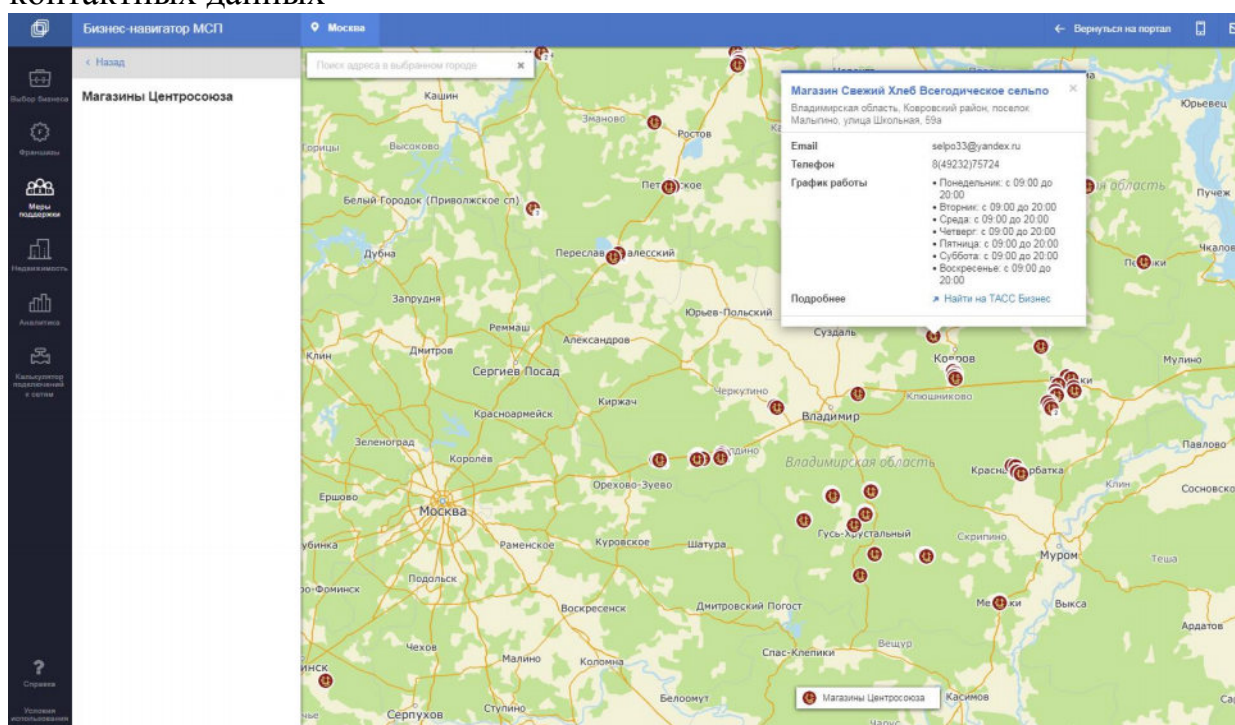 контактных данных
Бизнес-навигатор МСП
Москва
← Вернуться на портал
Выбор бизнеса
Франшизы
Меры
поддержки
Недвижимость
Аналитика
Калькулятор
подключений
к сетям
Справка
Условия
использования
‹ Назад
Магазины Центросоюза
Поиск адреса в выбранном городе
Магазин Свежий Хлеб Всегодическое сельпо
Владимирская область, Ковровский район, поселок
Малыгино, улица Школьная, 59а
Email selpo33@yandex.ru
Телефон 8(49232)75724
График работы • Понедельник: с 09:00 до
20:00
• Вторник: с 09:00 до 20:00
• Среда: с 09:00 до 20:00
• Четверг: с 09:00 до 20:00
• Пятница: с 09:00 до 20:00
• Суббота: с 09:00 до 20:00
• Воскресенье: с 09:00 до
20:00
Подробнее Найти на ТАСС Бизнес
Кашин
Юрьевец
Зманово
Ростов
Высоково
Белый Городок (Приволжское сп)
Пучеж
Дубна
Запрудня
Юрьев-Польский
Реммаш
Александров
Суздаль
Клин
Дмитров
Сергиев Посад
Ковров
Мулино
Киржач
Черкутино
Клюшниково
Красноармейск
Владимир
Зеленоград
Королёв
Павлово
Владимирская область
Орехово-Зуево
Клин
Ершово
Москва
Гусь-Хрустальный
Скрипино
Раменское
Куровское
Шатура
Муром
Теша
Подольск
Воскресенск
Дмитровский Погост
Выкса
Ардатов
Чехов
Малино
Коломна
Спас-Клепики
Вещур
Магазины Центросоюза
Касимов
Белоомут
Серпухов
Ступино